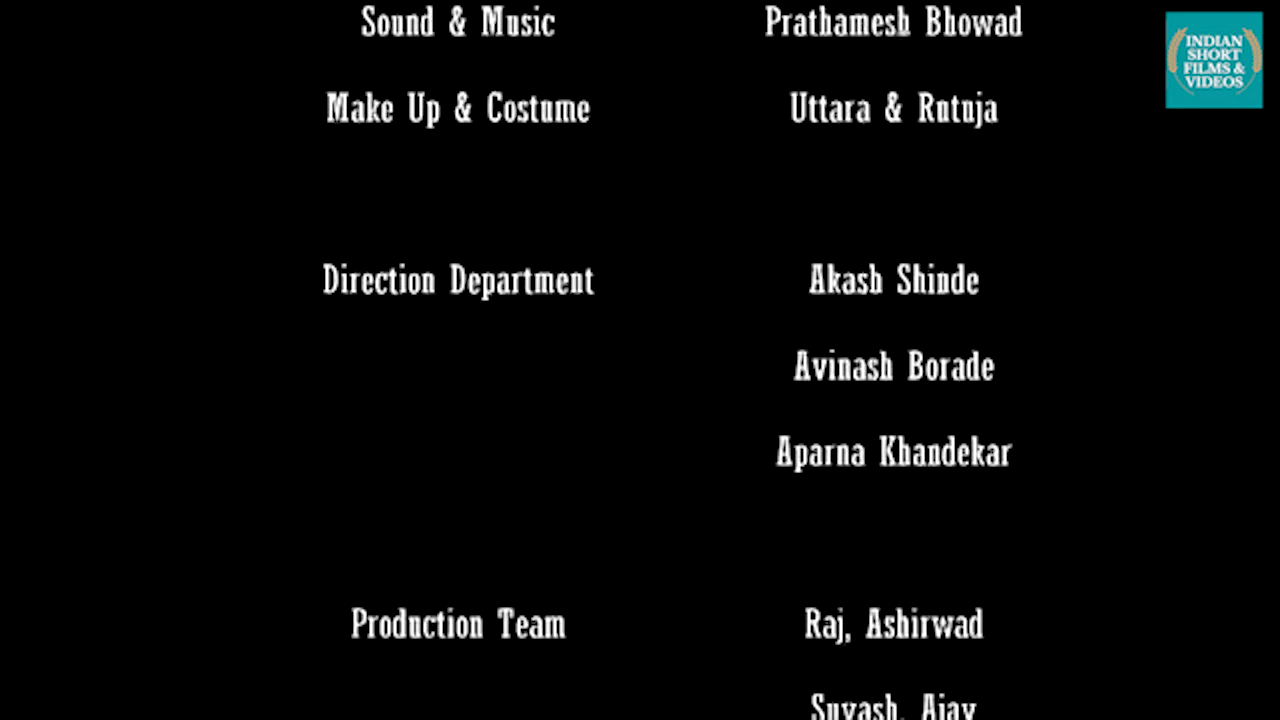 Sound & Music Prathamesh Bhowad
INDIAN
SHORT
FILMS &
VIDEOS
Make Up & Costume Uttara & Rutuja
Direction Department Akash Shinde
Avinash Borade
Aparna Khandekar
Production Team Raj, Ashirwad
Suyash, Ajay